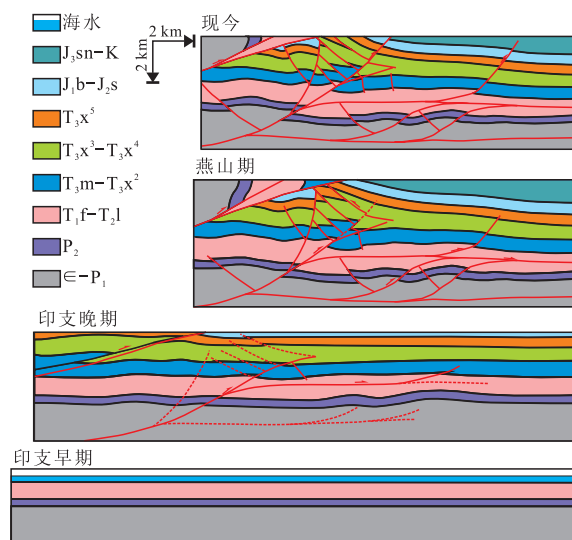 海水
J₃sn-K
J₁b-J₂s
T₃x⁵
T₃x³-T₃x⁴
T₃m-T₃x²
T₁f-T₂l
P₂
∈-P₁
2 km
2 km
现今
燕山期
印支晚期
印支早期